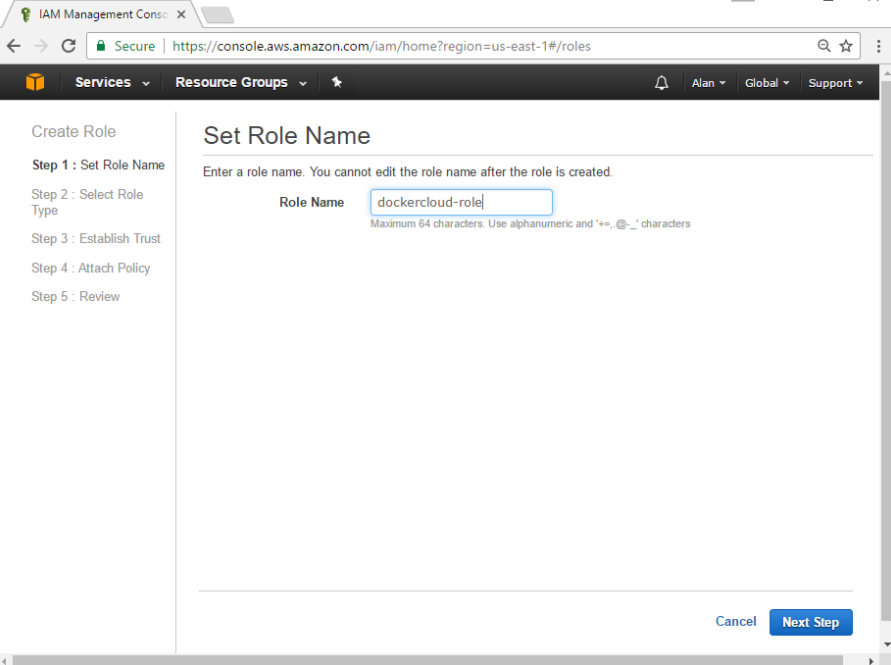 IAM Management Conso
Secure
https://console.aws.amazon.com/iam/home?region=us-east-1#/roles
Services
Resource Groups
Alan
Global
Support
Create Role
Step 1 : Set Role Name
Step 2 : Select Role
Type
Step 3 : Establish Trust
Step 4 : Attach Policy
Step 5 : Review
Set Role Name
Enter a role name. You cannot edit the role name after the role is created.
Role Name
dockercloud-role
Maximum 64 characters. Use alphanumeric and '+=,.@-_' characters
Cancel
Next Step